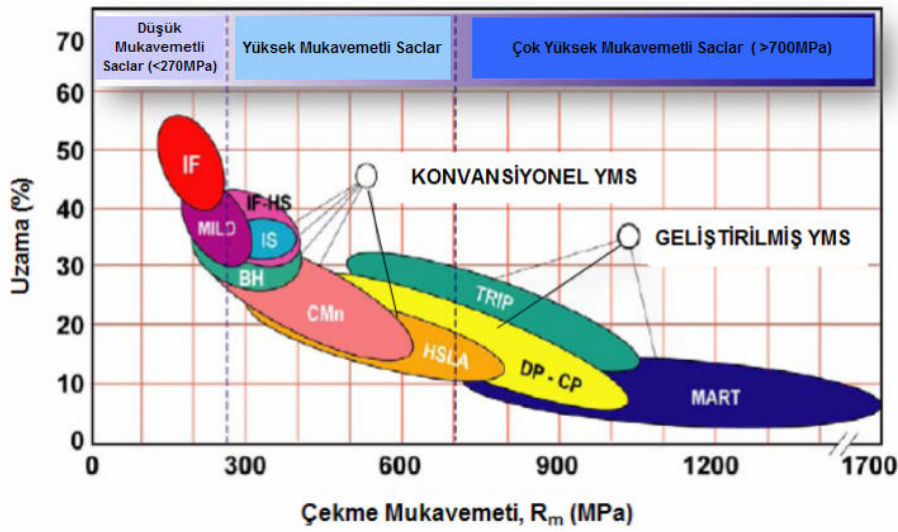 Düşük
Mukavemetli
Saclar (<270MPa)
Yüksek Mukavemetli Saclar
Çok Yüksek Mukavemetli Saclar ( >700MPa)
70
60
50
40
30
20
10
0
Uzama (%)
IF
MILD
IF-HS
IS
BH
CMn
HSLA
KONVANSİYONEL YMS
GELİŞTİRİLMİŞ YMS
TRIP
DP - CP
MART
0 300 600 900 1200 1700
Çekme Mukavemeti, Rm (MPa)